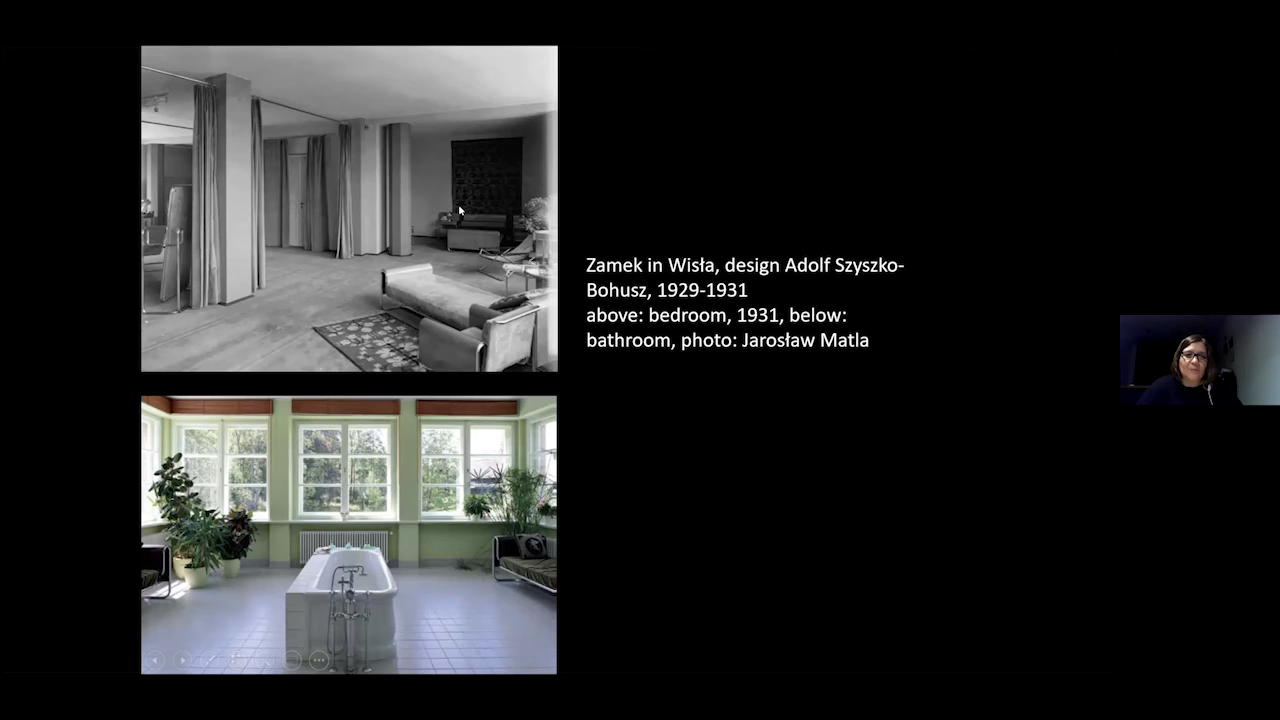 Zamek in Wisła, design Adolf Szyszko-
Bohusz, 1929-1931
above: bedroom, 1931, below:
bathroom, photo: Jarosław Matla